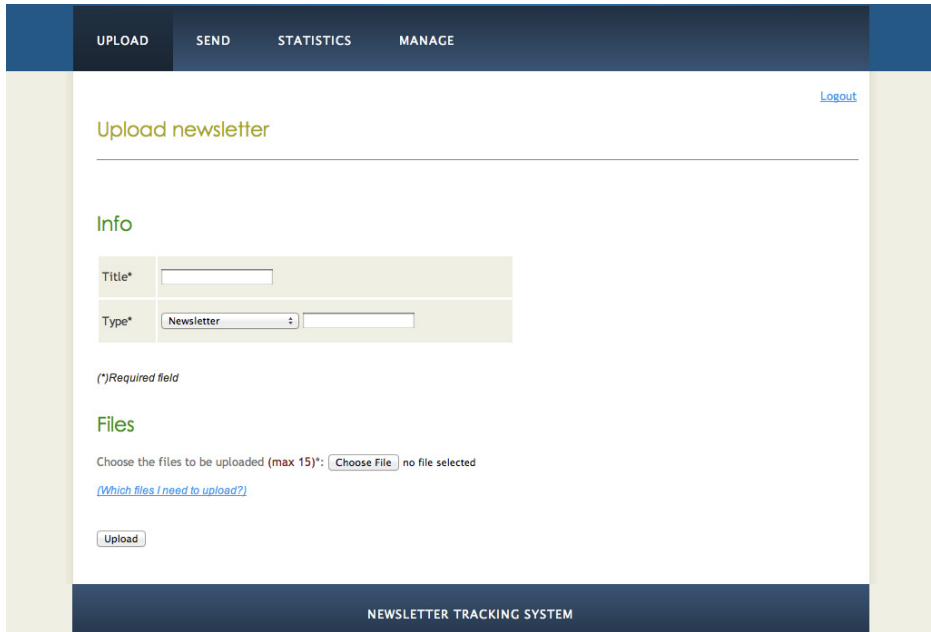 UPLOAD SEND STATISTICS MANAGE
Logout
Upload newsletter
Info
Title*
Type* Newsletter
(*)Required field
Files
Choose the files to be uploaded (max 15)*: Choose File no file selected
(Which files I need to upload?)
Upload
NEWSLETTER TRACKING SYSTEM